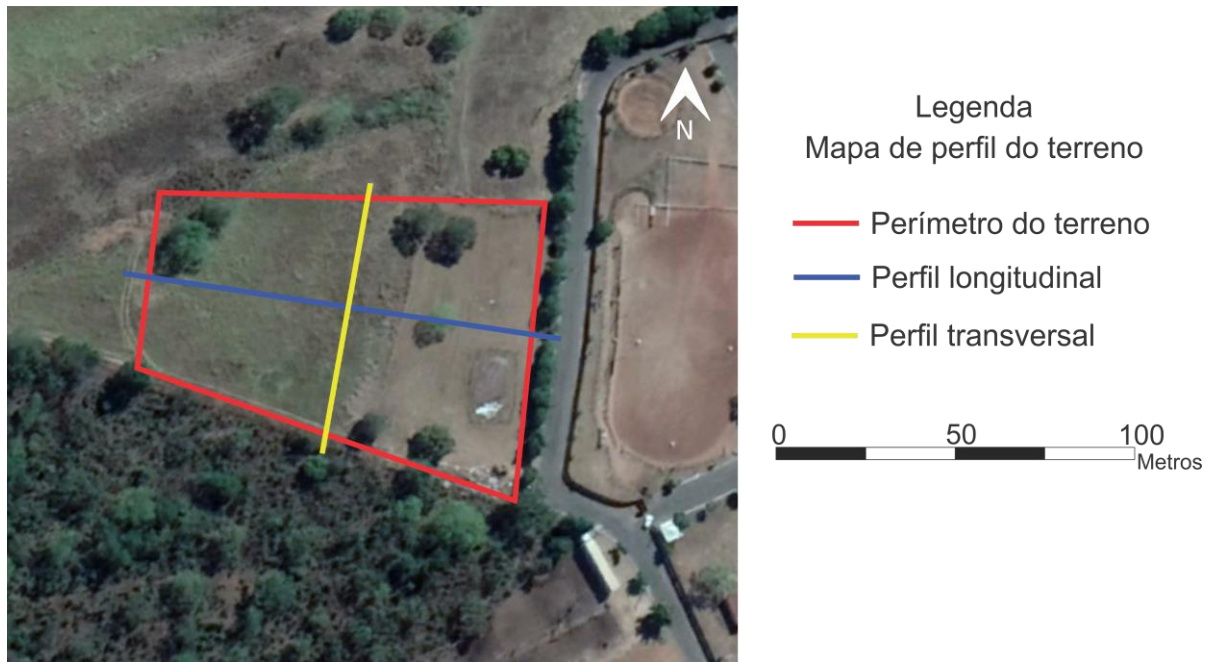 N
Legenda
Mapa de perfil do terreno
Perímetro do terreno
Perfil longitudinal
Perfil transversal
0 50 100
Metros